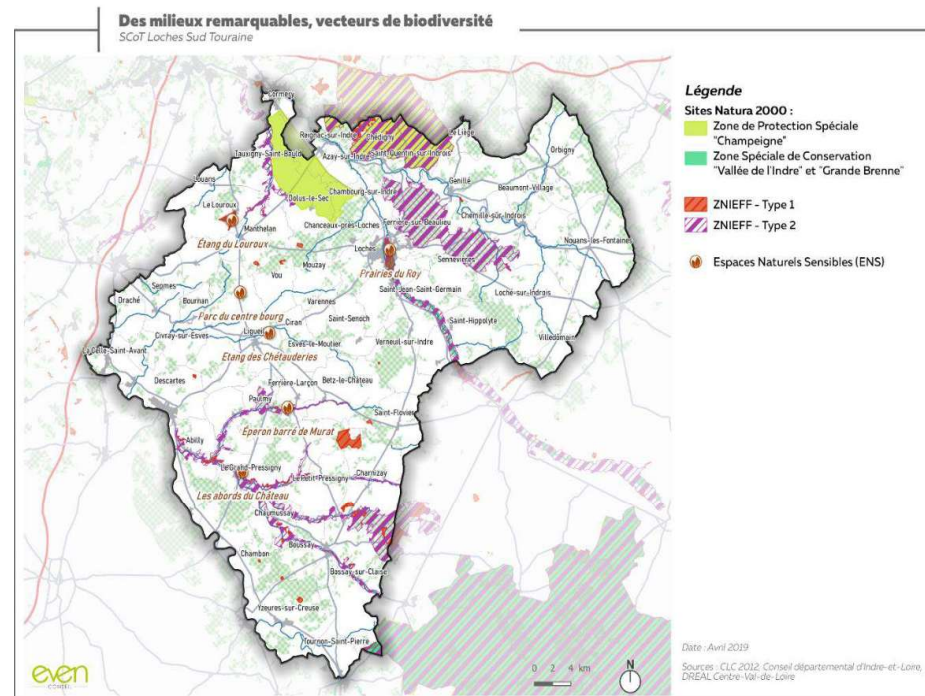 Des milieux remarquables, vecteurs de biodiversité
SCoT Loches Sud Touraine
Légende
Sites Natura 2000 :
Zone de Protection Spéciale
"Champeigne"
Zone Spéciale de Conservation
"Vallée de l'Indre" et "Grande Brenne"
ZNIEFF - Type 1
ZNIEFF - Type 2
Espaces Naturels Sensibles (ENS)
Cormery
Reignac-sur-Indre
Chédigny
Le Liège
Tauxigny-Saint-Bauld
Azay-sur-Indre
Saint-Quentin-sur-Indrois
Orbigny
Louans
Genillé
Dolus-le-Sec
Chambourg-sur-Indre
Beaumont-Village
Le Louroux
Chemillé-sur-Indrois
Manthelan
Chanceaux-près-Loches
Ferrière-sur-Beaulieu
Nouans-les-Fontaines
Étang du Louroux
Loches
Sennevières
Mouzay
Vou
Prairies du Roy
Sepmes
Saint-Jean-Saint-Germain
Loché-sur-Indrois
Draché
Bournan
Varennes
Parc du centre bourg
Ciran
Saint-Senoch
Saint-Hippolyte
Civray-sur-Esves
Ligueil
Villedômain
Esves-le-Moutier
Verneuil-sur-Indre
La Celle-Saint-Avant
Etang des Chétauderies
Descartes
Ferrière-Larçon
Betz-le-Château
Paulmy
Saint-Flovier
Eperon barré de Murat
Abilly
Le Grand-Pressigny
Le Petit-Pressigny
Charnizay
Les abords du Château
Chaumussay
Boussay
Chambon
Bossay-sur-Claise
Yzeures-sur-Creuse
Tournon-Saint-Pierre
0 2 4 km
N
Date : Avril 2019
Sources : CLC 2012, Conseil départemental d'Indre-et-Loire,
DREAL Centre-Val-de-Loire
even
CONSEIL